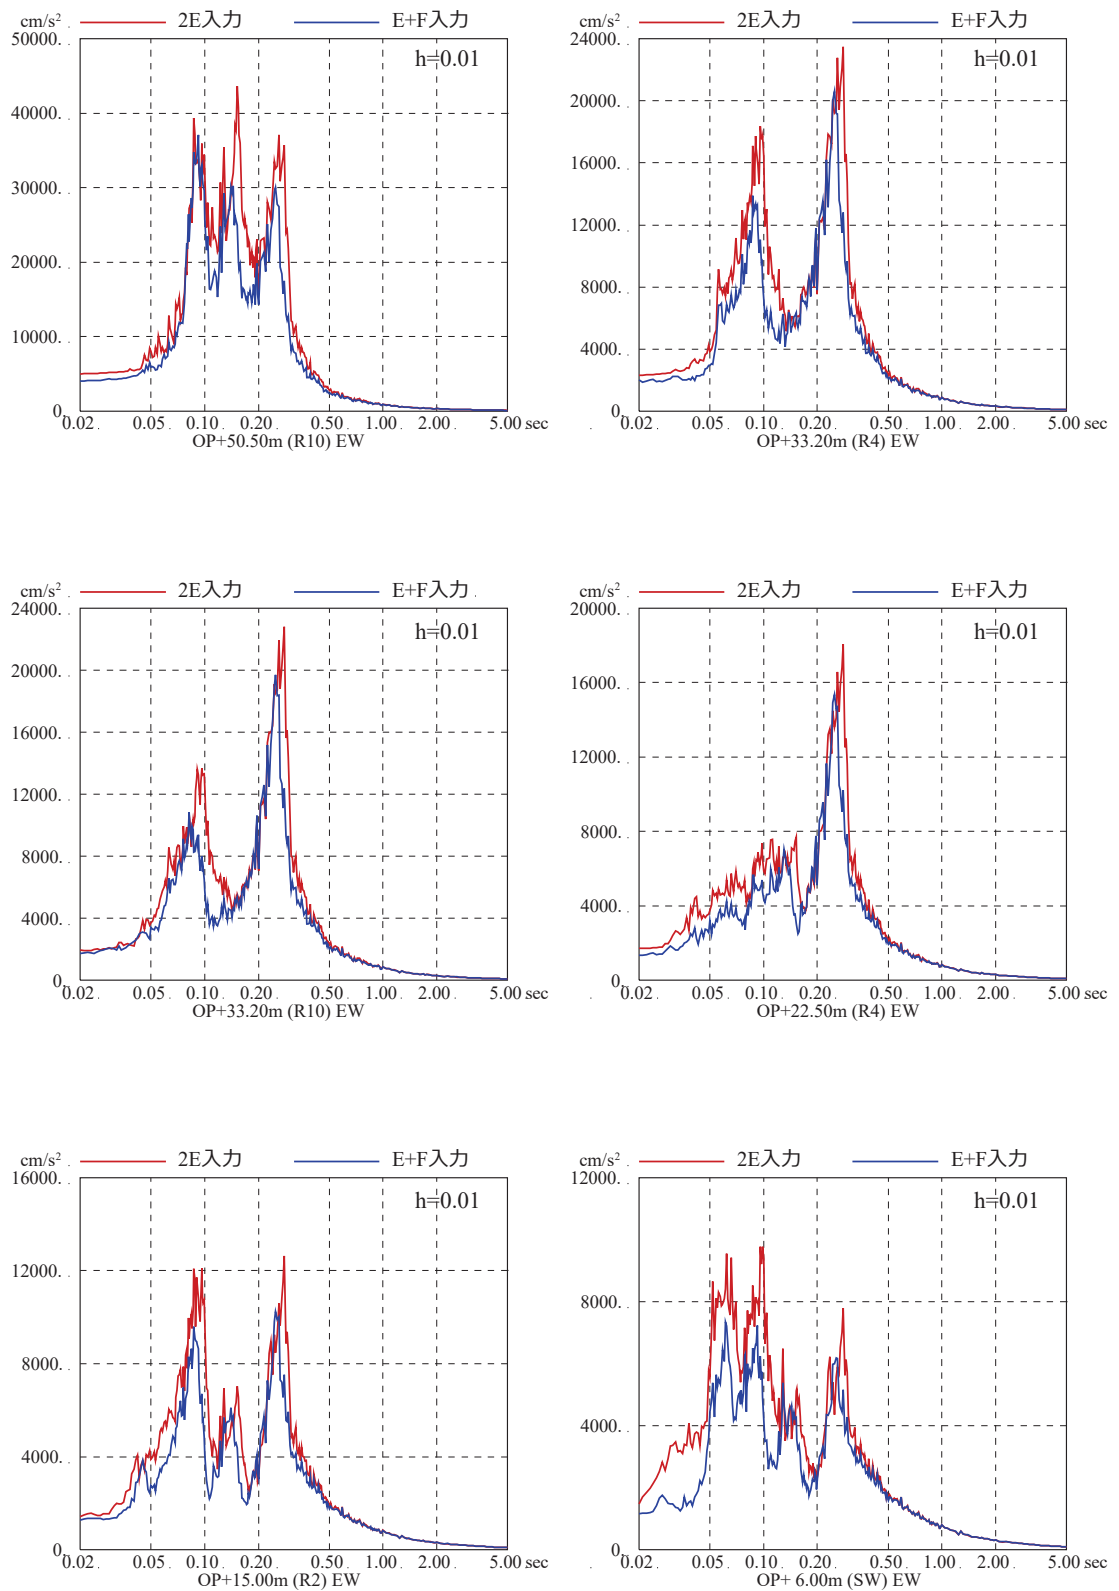 cm/s² 2E入力 E+F入力
50000.
h=0.01
40000.
30000.
20000.
10000.
0.
0.02 0.05 0.10 0.20 0.50 1.00 2.00 5.00 sec
OP+50.50m (R10) EW
cm/s² 2E入力 E+F入力
24000.
h=0.01
20000.
16000.
12000.
8000.
4000.
0.
0.02 0.05 0.10 0.20 0.50 1.00 2.00 5.00 sec
OP+33.20m (R4) EW
cm/s² 2E入力 E+F入力
24000.
h=0.01
20000.
16000.
12000.
8000.
4000.
0.
0.02 0.05 0.10 0.20 0.50 1.00 2.00 5.00 sec
OP+33.20m (R10) EW
cm/s² 2E入力 E+F入力
20000.
h=0.01
16000.
12000.
8000.
4000.
0.
0.02 0.05 0.10 0.20 0.50 1.00 2.00 5.00 sec
OP+22.50m (R4) EW
cm/s² 2E入力 E+F入力
16000.
h=0.01
12000.
8000.
4000.
0.
0.02 0.05 0.10 0.20 0.50 1.00 2.00 5.00 sec
OP+15.00m (R2) EW
cm/s² 2E入力 E+F入力
12000.
h=0.01
8000.
4000.
0.
0.02 0.05 0.10 0.20 0.50 1.00 2.00 5.00 sec
OP+ 6.00m (SW) EW